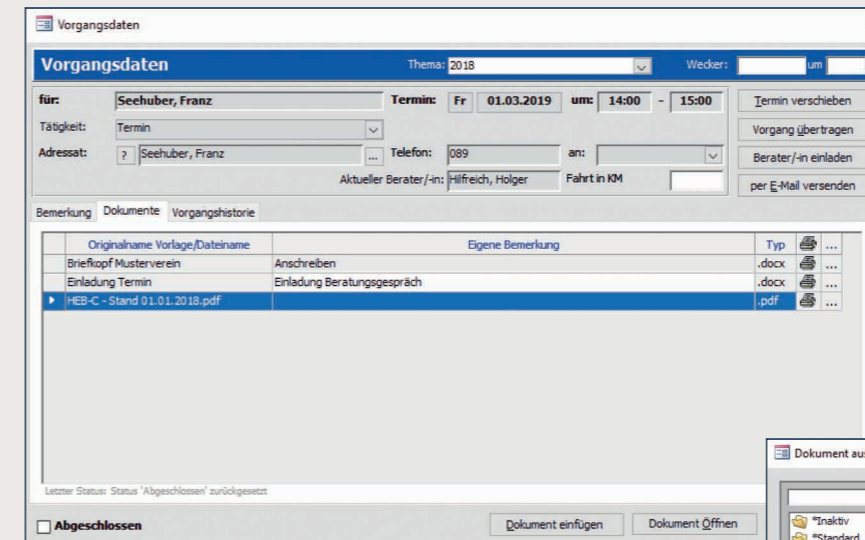 Vorgangsdaten
Vorgangsdaten Thema: 2018 Wecker: um
für: Seehuber, Franz Termin: Fr 01.03.2019 um: 14:00 - 15:00 Termin verschieben
Tätigkeit: Termin Vorgang übertragen
Adressat: ? Seehuber, Franz ... Telefon: 089 an: Berater/-in einladen
Aktueller Berater/-in: Hilfreich, Holger Fahrt in KM per E-Mail versenden
Bemerkung Dokumente Vorgangshistorie
Originalname Vorlage/Dateiname Eigene Bemerkung Typ ...
Briefkopf Musterverein Anschreiben .docx ...
Einladung Termin Einladung Beratungsgespräch .docx ...
HEB-C - Stand 01.01.2018.pdf .pdf ...
Dokument aus
Letzter Status: Status 'Abgeschlossen' zurückgesetzt
Abgeschlossen Dokument einfügen Dokument Öffnen
*Inaktiv
*Standard